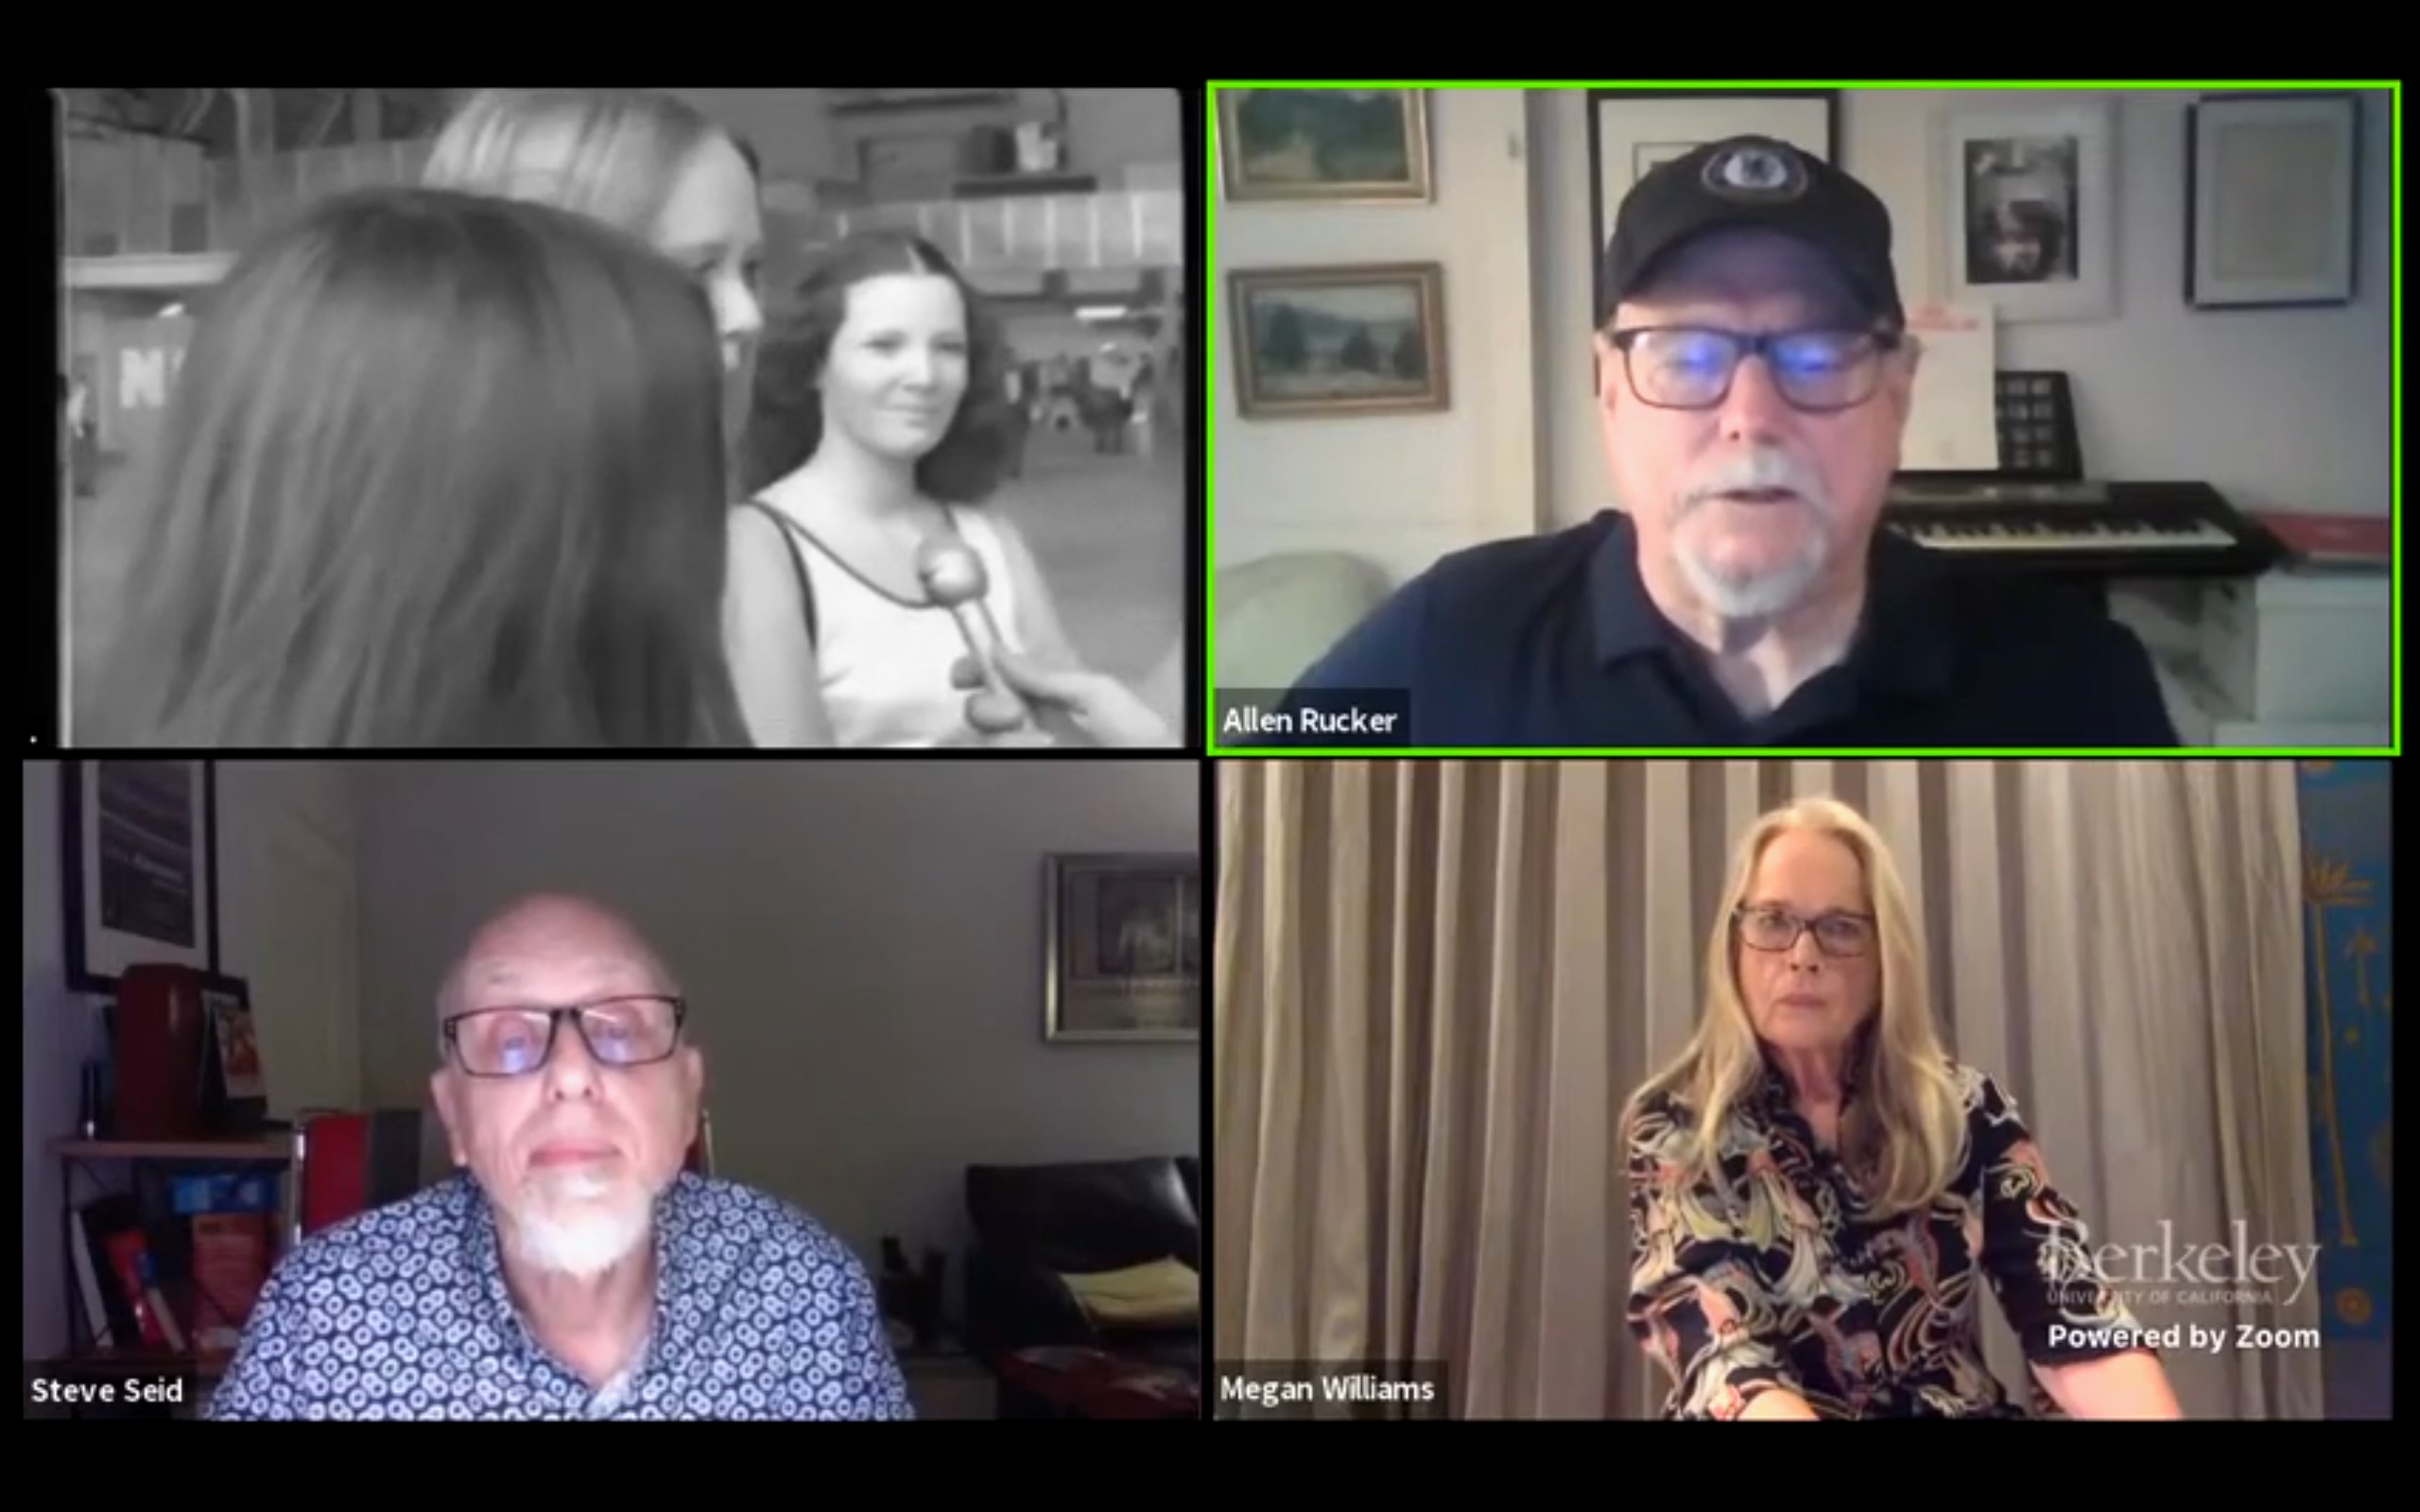 N
Allen Rucker
Steve Seid
Megan Williams
Berkeley
UNIVERSITY OF CALIFORNIA
Powered by Zoom